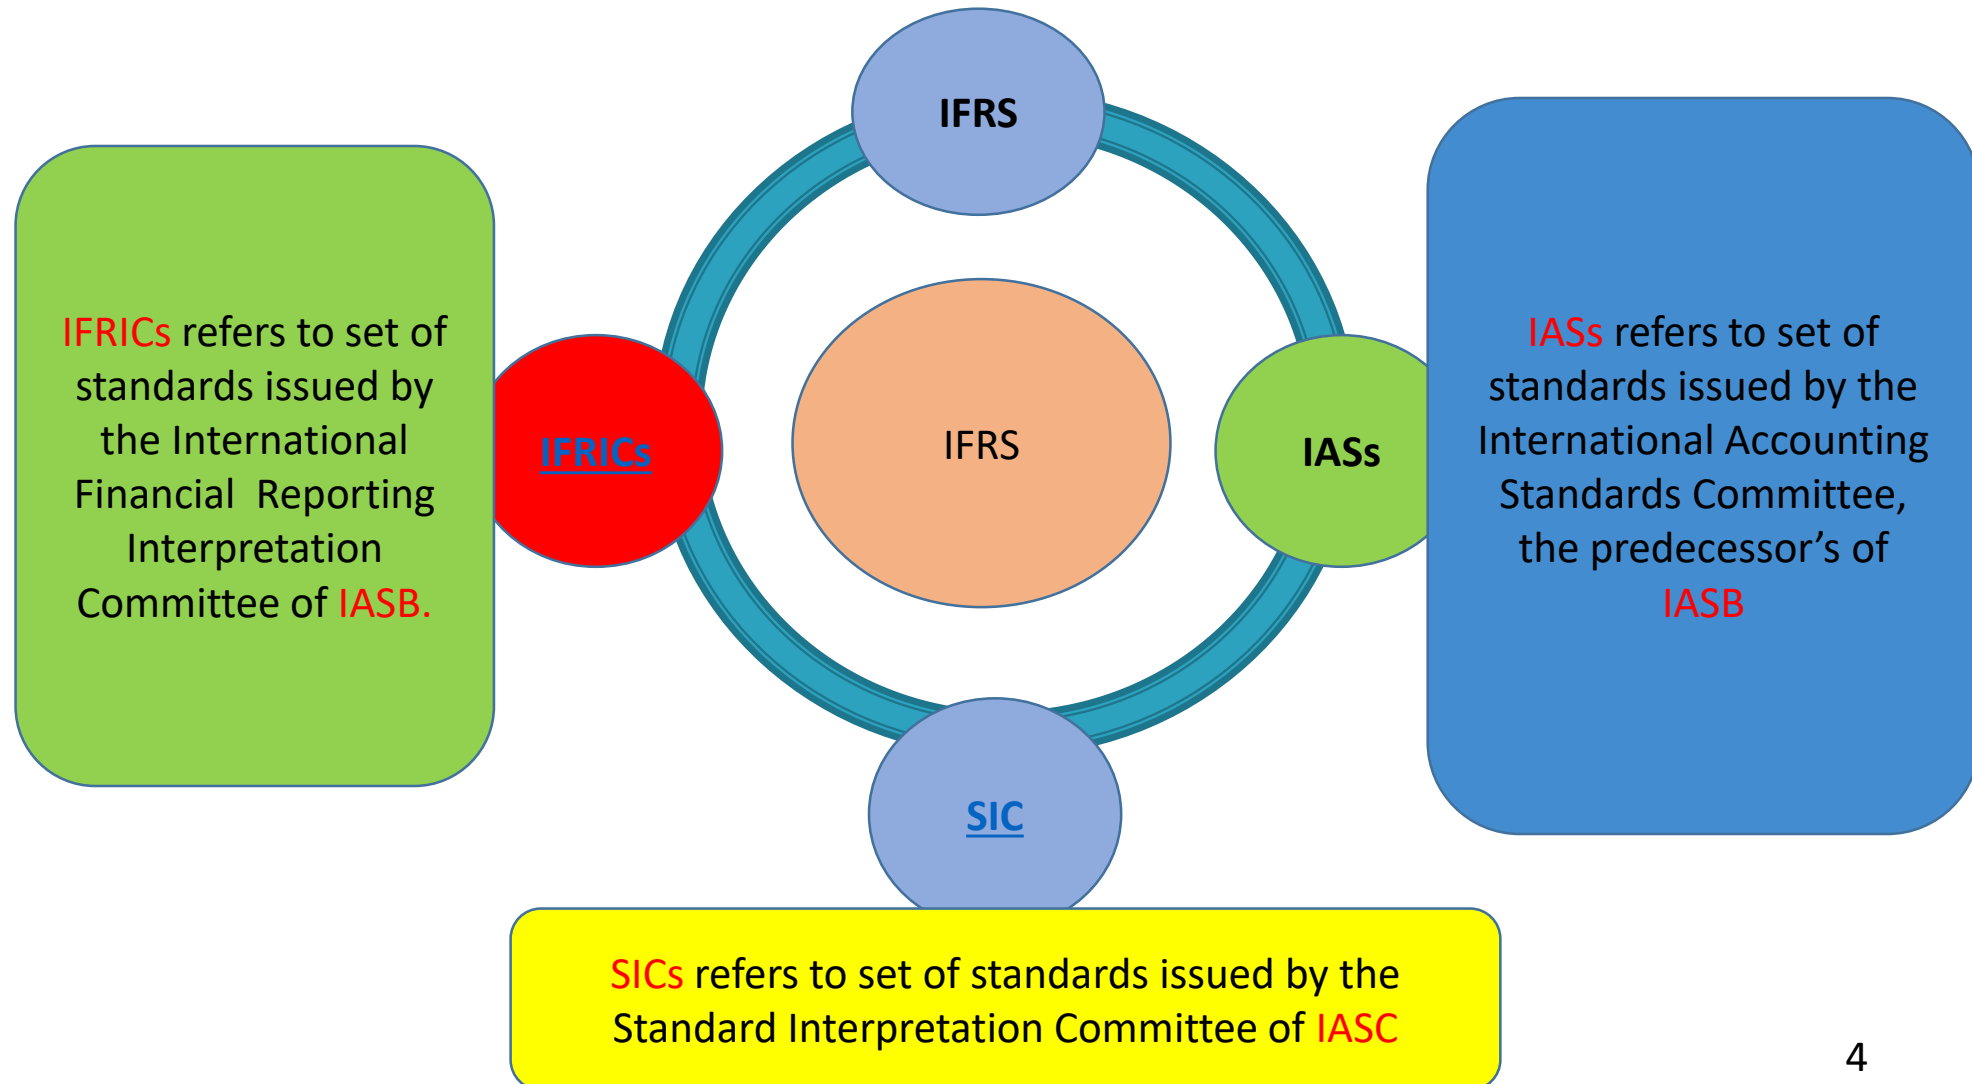 IFRS
IFRICs refers to set of
standards issued by
the International
Financial  Reporting
Interpretation
Committee of IASB.
IFRICs
IFRS
IASs
IASs refers to set of
standards issued by the
International Accounting
Standards Committee,
the predecessor’s of
IASB
SIC
SICs refers to set of standards issued by the
Standard Interpretation Committee of IASC
4